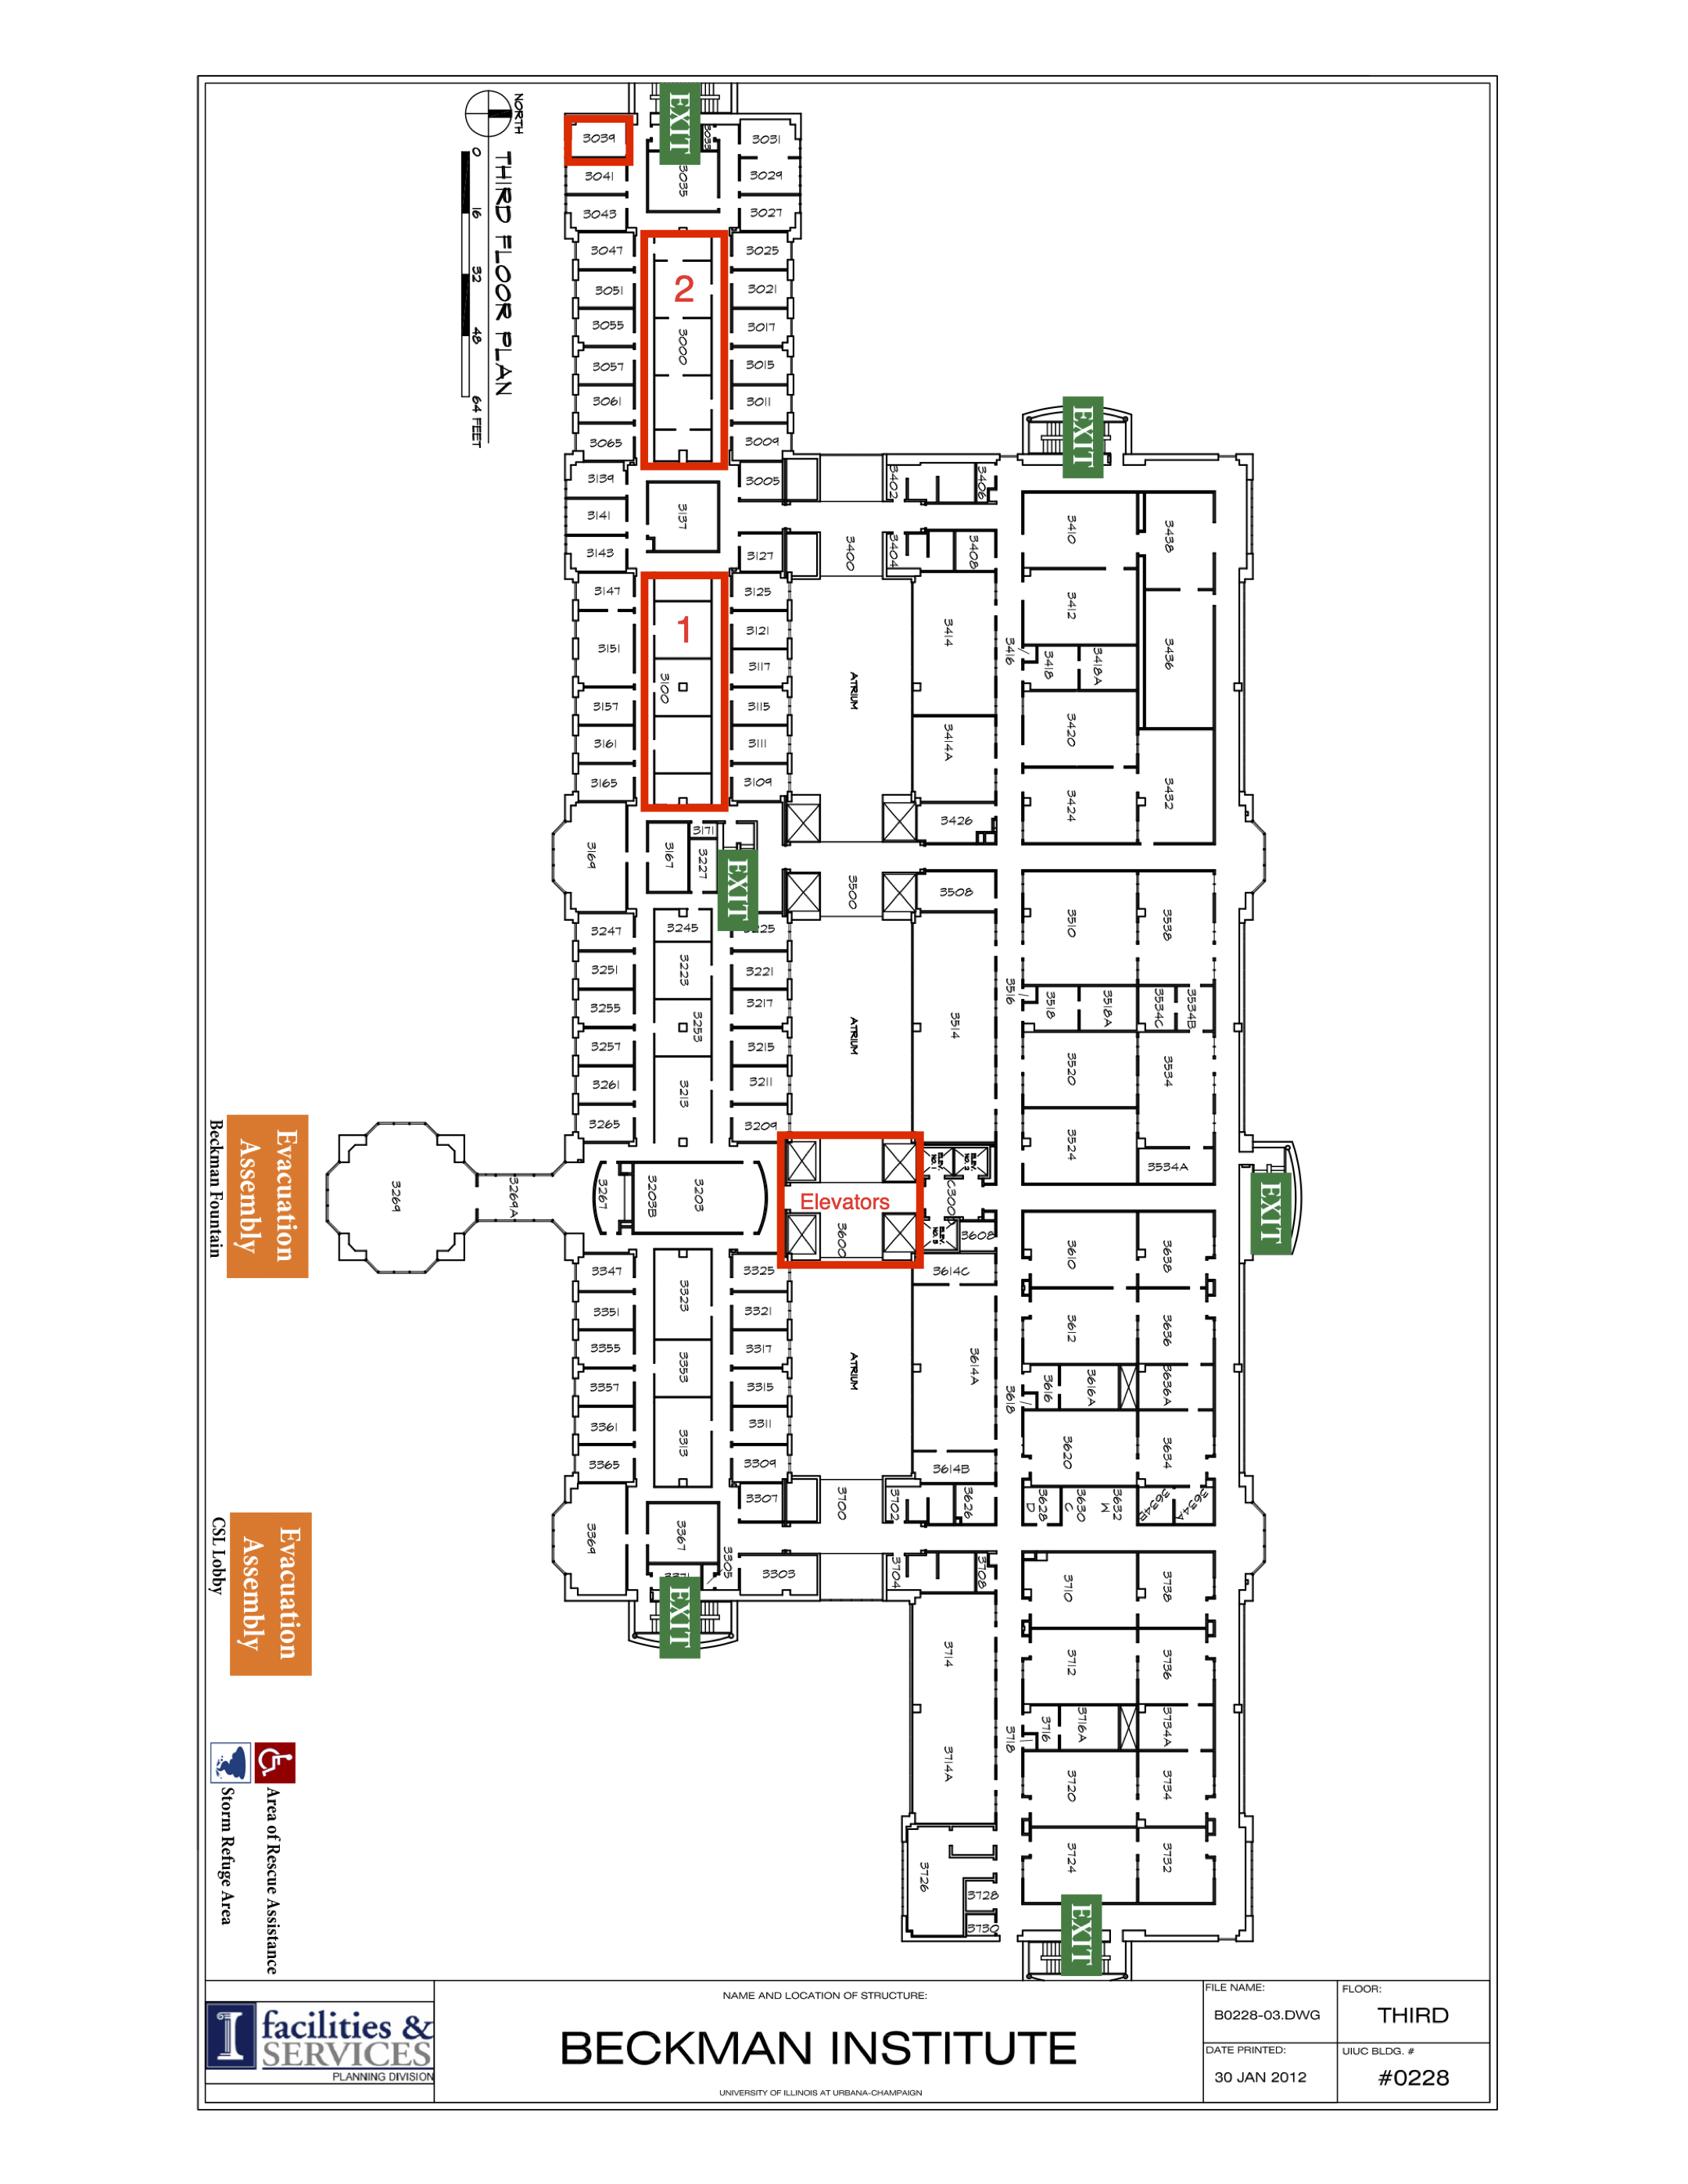 NORTH
THIRD FLOOR PLAN
0 16 32 48 64 FEET
EXIT
3039
3035
3031
3041
3035
3029
3043
3027
3047
3025
2
3051
3021
3055
3000
3017
3057
3015
3061
3011
3065
3009
EXIT
3139
3005
3402
3406
3141
3137
3410
3438
3143
3127
3400
3404
3408
3147
3125
3412
1
3121
3414
3151
3117
3416
3418
3418A
3436
3100
ATRIUM
3157
3115
3420
3161
3111
3414A
3165
3109
3424
3432
3426
3169
3167
3171
3227
EXIT
3500
3508
3510
3538
3247
3245
3225
3251
3223
3221
3255
3217
3516
3518
3518A
3534C
3534B
3253
3514
3257
3215
ATRIUM
3520
3534
3261
3213
3211
3265
3209
3524
3534A
ELEV. NO. 1
ELEV. NO. 2
3269
3269A
3267
3203B
3203
Elevators
3600
ELEV. NO. 3
3608
EXIT
3610
3638
3347
3325
3614C
3351
3323
3321
3612
3636
3355
3317
3353
3614A
3357
3315
ATRIUM
3618
3616
3616A
3636A
3361
3311
3365
3313
3309
3614B
3620
3634
3307
3700
3702
3626
3628
D
3630
C
3632
M
3634B
3634A
3369
3367
3305
3371
3303
3704
3708
3710
3738
EXIT
3714
3712
3736
3718
3716
3716A
3734A
3714A
3720
3734
3726
3724
3732
3728
3730
EXIT
Evacuation
Assembly
Beckman Fountain
Evacuation
Assembly
CSL Lobby
Area of Rescue Assistance
Storm Refuge Area
I
facilities &
SERVICES
PLANNING DIVISION
NAME AND LOCATION OF STRUCTURE:
BECKMAN INSTITUTE
UNIVERSITY OF ILLINOIS AT URBANA-CHAMPAIGN
FILE NAME:
B0228-03.DWG
FLOOR:
THIRD
DATE PRINTED:
30 JAN 2012
UIUC BLDG. #
#0228